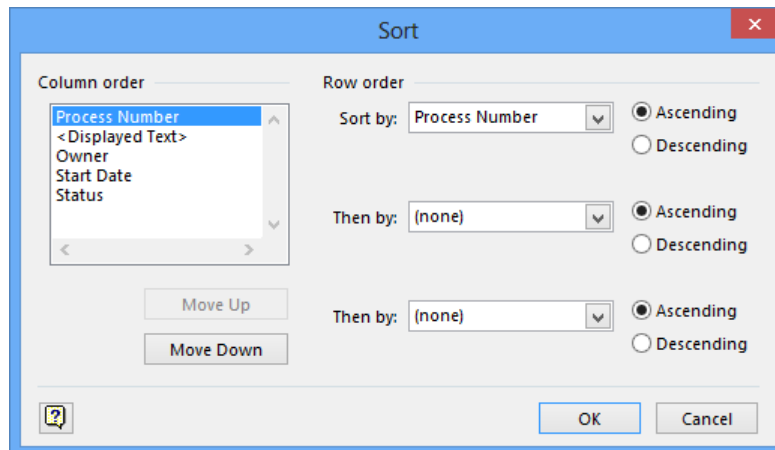 Sort
Column order
Process Number
<Displayed Text>
Owner
Start Date
Status
Move Up
Move Down
Row order
Sort by: Process Number
Ascending
Descending
Then by: (none)
Ascending
Descending
Then by: (none)
Ascending
Descending
OK
Cancel